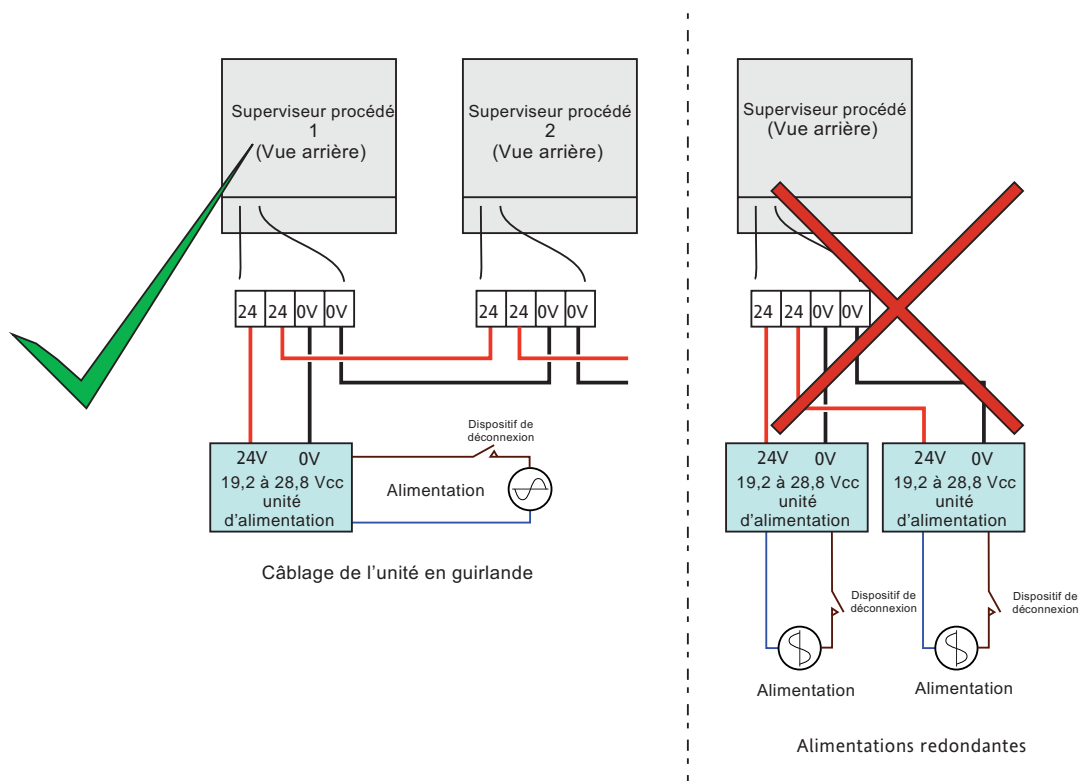 Superviseur procédé
1
(Vue arrière)
24 24 0V 0V
24V 0V
19,2 à 28,8 Vcc
unité
d'alimentation
Superviseur procédé
2
(Vue arrière)
24 24 0V 0V
Dispositif de
déconnexion
Alimentation
Câblage de l'unité en guirlande
Superviseur procédé
(Vue arrière)
24 24 0V 0V
24V 0V
19,2 à 28,8 Vcc
unité
d'alimentation
24V 0V
19,2 à 28,8 Vcc
unité
d'alimentation
Dispositif de
déconnexion
Dispositif de
déconnexion
Alimentation
Alimentation
Alimentations redondantes